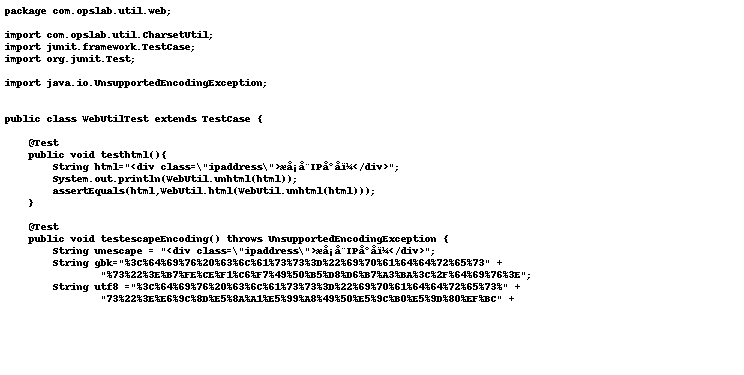 package com.opslab.util.web;

import com.opslab.util.CharsetUtil;
import junit.framework.TestCase;
import org.junit.Test;

import java.io.UnsupportedEncodingException;


public class WebUtilTest extends TestCase {

    @Test
    public void testhtml(){
        String html="<div class=\"ipaddress\">æå¡å¨IPå°åï¼</div>";
        System.out.println(WebUtil.unhtml(html));
        assertEquals(html,WebUtil.html(WebUtil.unhtml(html)));
    }

    @Test
    public void testescapeEncoding() throws UnsupportedEncodingException {
        String unescape = "<div class=\"ipaddress\">æå¡å¨IPå°åï¼</div>";
        String gbk="%3C%64%69%76%20%63%6C%61%73%73%3D%22%69%70%61%64%64%72%65%73" +
                "%73%22%3E%B7%FE%CE%F1%C6%F7%49%50%B5%D8%D6%B7%A3%BA%3C%2F%64%69%76%3E";
        String utf8 ="%3C%64%69%76%20%63%6C%61%73%73%3D%22%69%70%61%64%64%72%65%73%" +
                "73%22%3E%E6%9C%8D%E5%8A%A1%E5%99%A8%49%50%E5%9C%B0%E5%9D%80%EF%BC" +